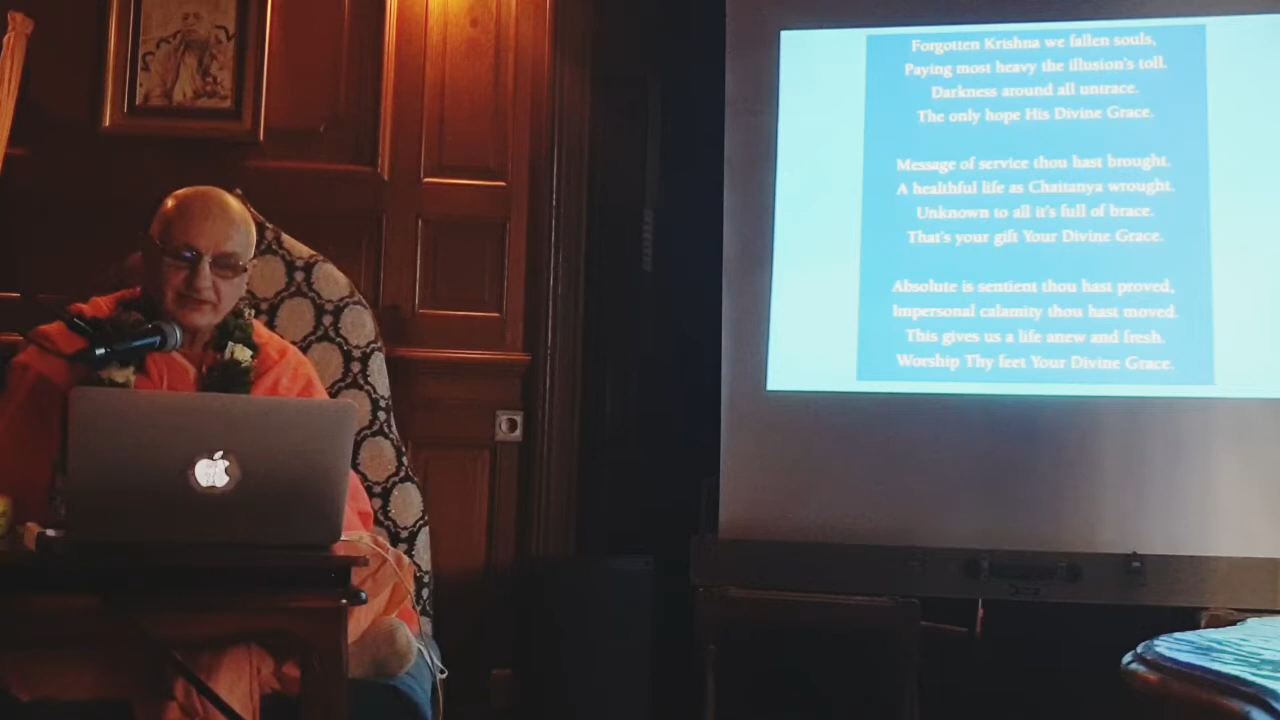 Forgotten Krishna we fallen souls,
Paying most heavy the illusion's toll.
Darkness around all untrace.
The only hope His Divine Grace.
Message of service thou hast brought.
A healthful life as Chaitanya wrought.
Unknown to all it's full of brace.
That's your gift Your Divine Grace.
Absolute is sentient thou hast proved,
Impersonal calamity thou hast moved.
This gives us a life anew and fresh.
Worship Thy feet Your Divine Grace.